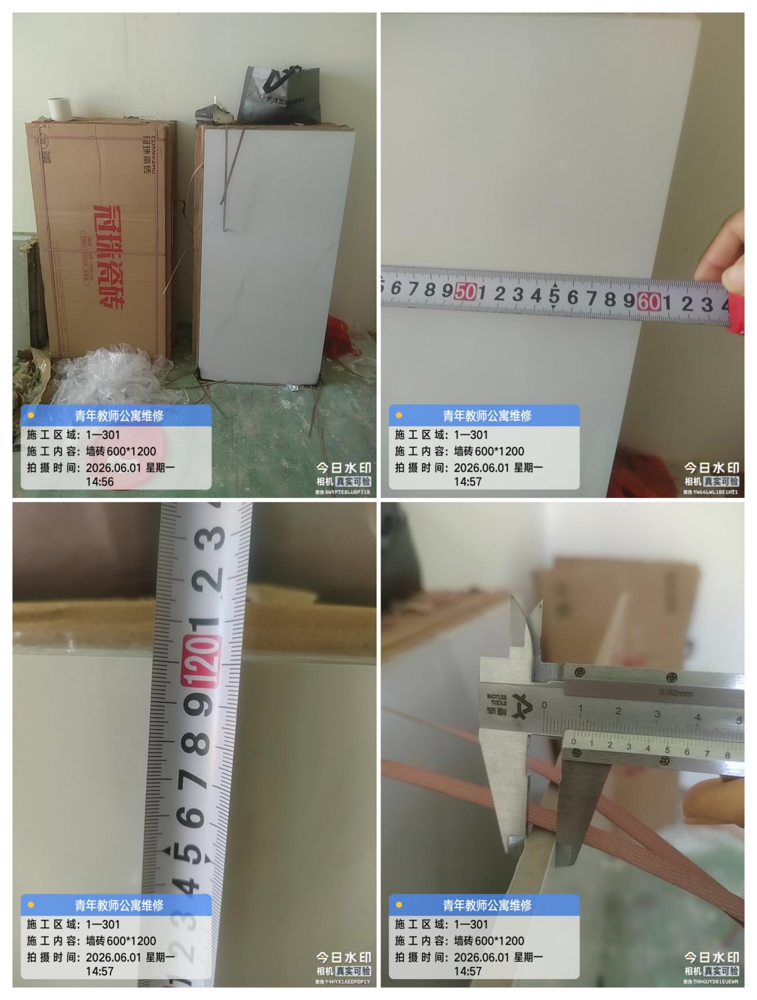 FASHION
GUAN ZHU
冠珠瓷砖
冠珠瓷砖
FIRST CHOICE
青年教师公寓维修
施工区域：1—301
施工内容：墙砖600*1200
拍摄时间：2026.06.01 星期一
14:56
今日水印
相机 真实可验
防伪 BWYPTEBLUBP31B
6 7 8 9 50 1 2 3 4 5 6 7 8 9 60 1 2 3 4
青年教师公寓维修
施工区域：1—301
施工内容：墙砖600*1200
拍摄时间：2026.06.01 星期一
14:57
今日水印
相机 真实可验
防伪 YW66LWL1BE1HT1
3
2
1
120
9
8
7
6
5
4
3
2
1
青年教师公寓维修
施工区域：1—301
施工内容：墙砖600*1200
拍摄时间：2026.06.01 星期一
14:57
今日水印
相机 真实可验
防伪 Y4HYX1AEDPDP1Y
0.02mm
BIOTLEE
TOOLS
0 1 2 3 4 5
0 1 2 3 4 5 6 7 8
青年教师公寓维修
施工区域：1—301
施工内容：墙砖600*1200
拍摄时间：2026.06.01 星期一
14:57
今日水印
相机 真实可验
防伪 THHGUYDB1EUEWM